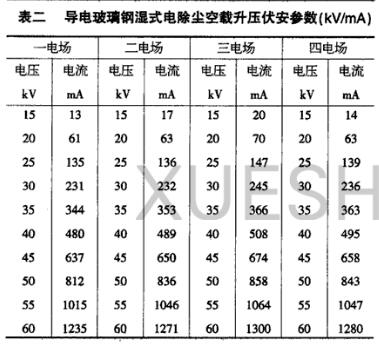 表二 导电玻璃钢湿式电除尘空载升压伏安参数(kV/mA)
一电场 二电场 三电场 四电场
电压 电流 电压 电流 电压 电流 电压 电流
kV mA kV mA kV mA kV mA
15 13 15 17 15 20 15 14
20 61 20 63 20 70 20 63
25 135 25 136 25 147 25 139
30 231 30 232 30 245 30 236
35 344 35 353 35 366 35 363
40 480 40 489 40 508 40 495
45 637 45 650 45 674 45 658
50 812 50 836 50 858 50 843
55 1015 55 1046 55 1064 55 1047
60 1235 60 1271 60 1300 60 1280
XUESH